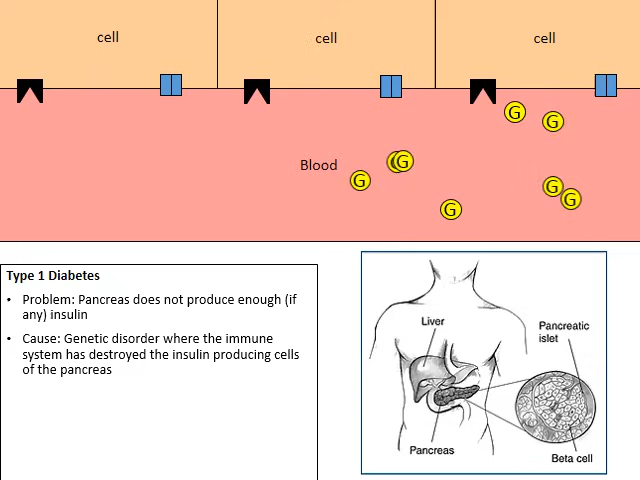 cell
cell
cell
G
G
Blood
G
G
G
G
G
Type 1 Diabetes
• Problem: Pancreas does not produce enough (if
any) insulin
• Cause: Genetic disorder where the immune
system has destroyed the insulin producing cells
of the pancreas
Liver
Pancreatic
islet
Pancreas
Beta cell